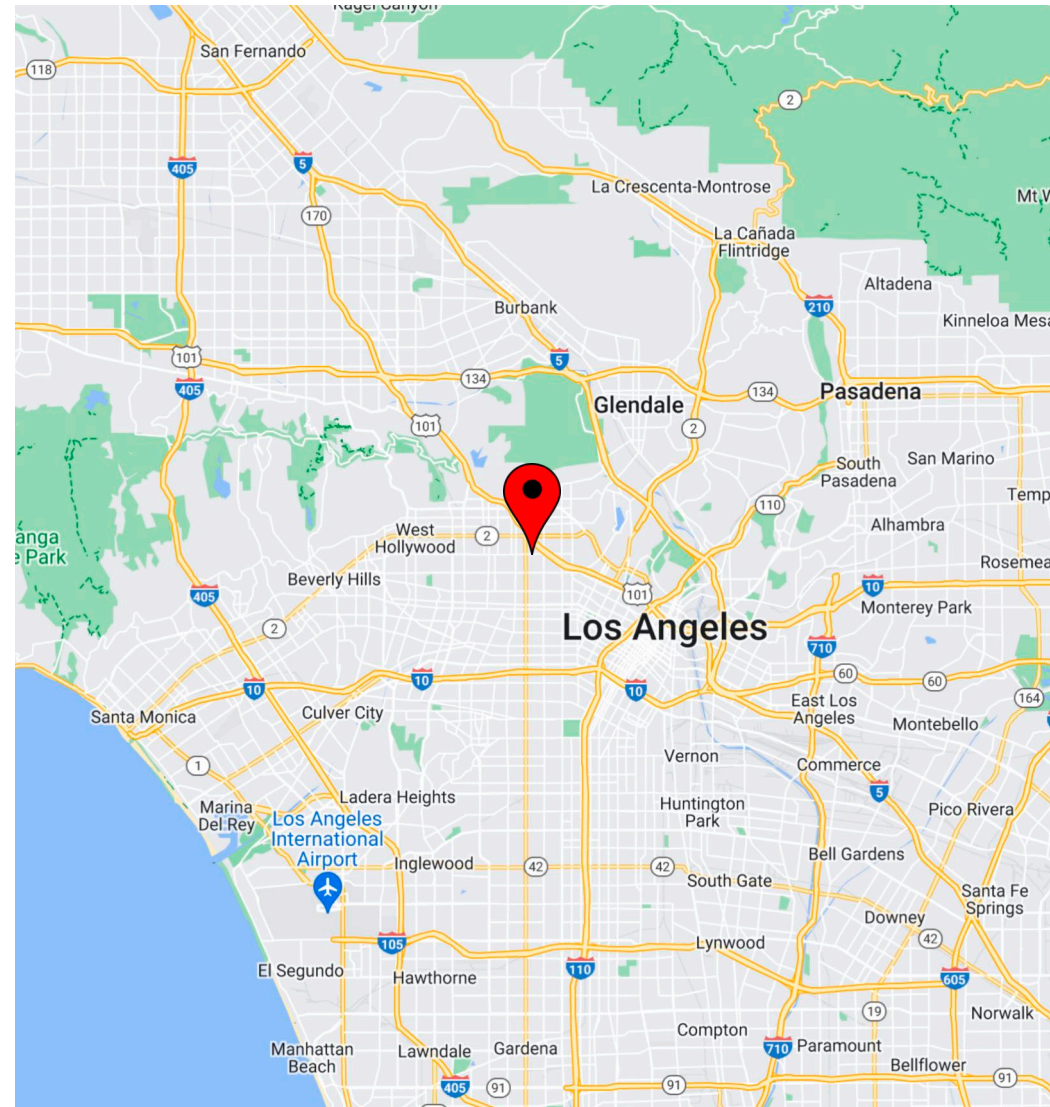 Kagel Canyon
San Fernando
118
2
405
5
La Crescenta-Montrose
Mt W
170
La Cañada
Flintridge
Altadena
Burbank
210
Kinneloa Mesa
101
5
134
405
134
Pasadena
Glendale
101
2
South
Pasadena
San Marino
Temp
110
Alhambra
West
Hollywood
2
anga
e Park
Rosemea
Beverly Hills
405
101
10
Monterey Park
2
Los Angeles
710
60
60
10
10
10
164
East Los
Angeles
Santa Monica
Culver City
Montebello
Vernon
Commerce
1
5
Ladera Heights
Marina
Del Rey
Huntington
Park
Pico Rivera
Los Angeles
International
Airport
Bell Gardens
Inglewood
42
42
South Gate
Santa Fe
Springs
Downey
42
105
Lynwood
El Segundo
Hawthorne
110
605
19
Norwalk
Compton
710
Paramount
Manhattan
Beach
Lawndale
Gardena
Bellflower
405
91
91
91